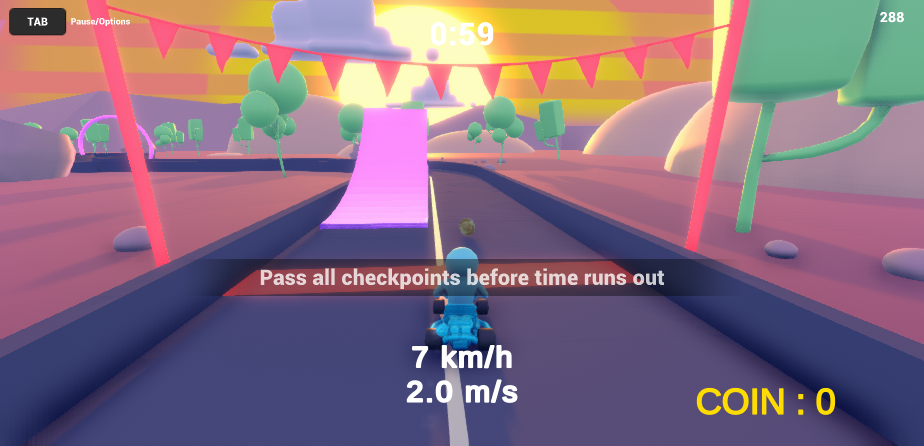 TAB Pause/Options
0:59
288
Pass all checkpoints before time runs out
7 km/h
2.0 m/s
COIN : 0